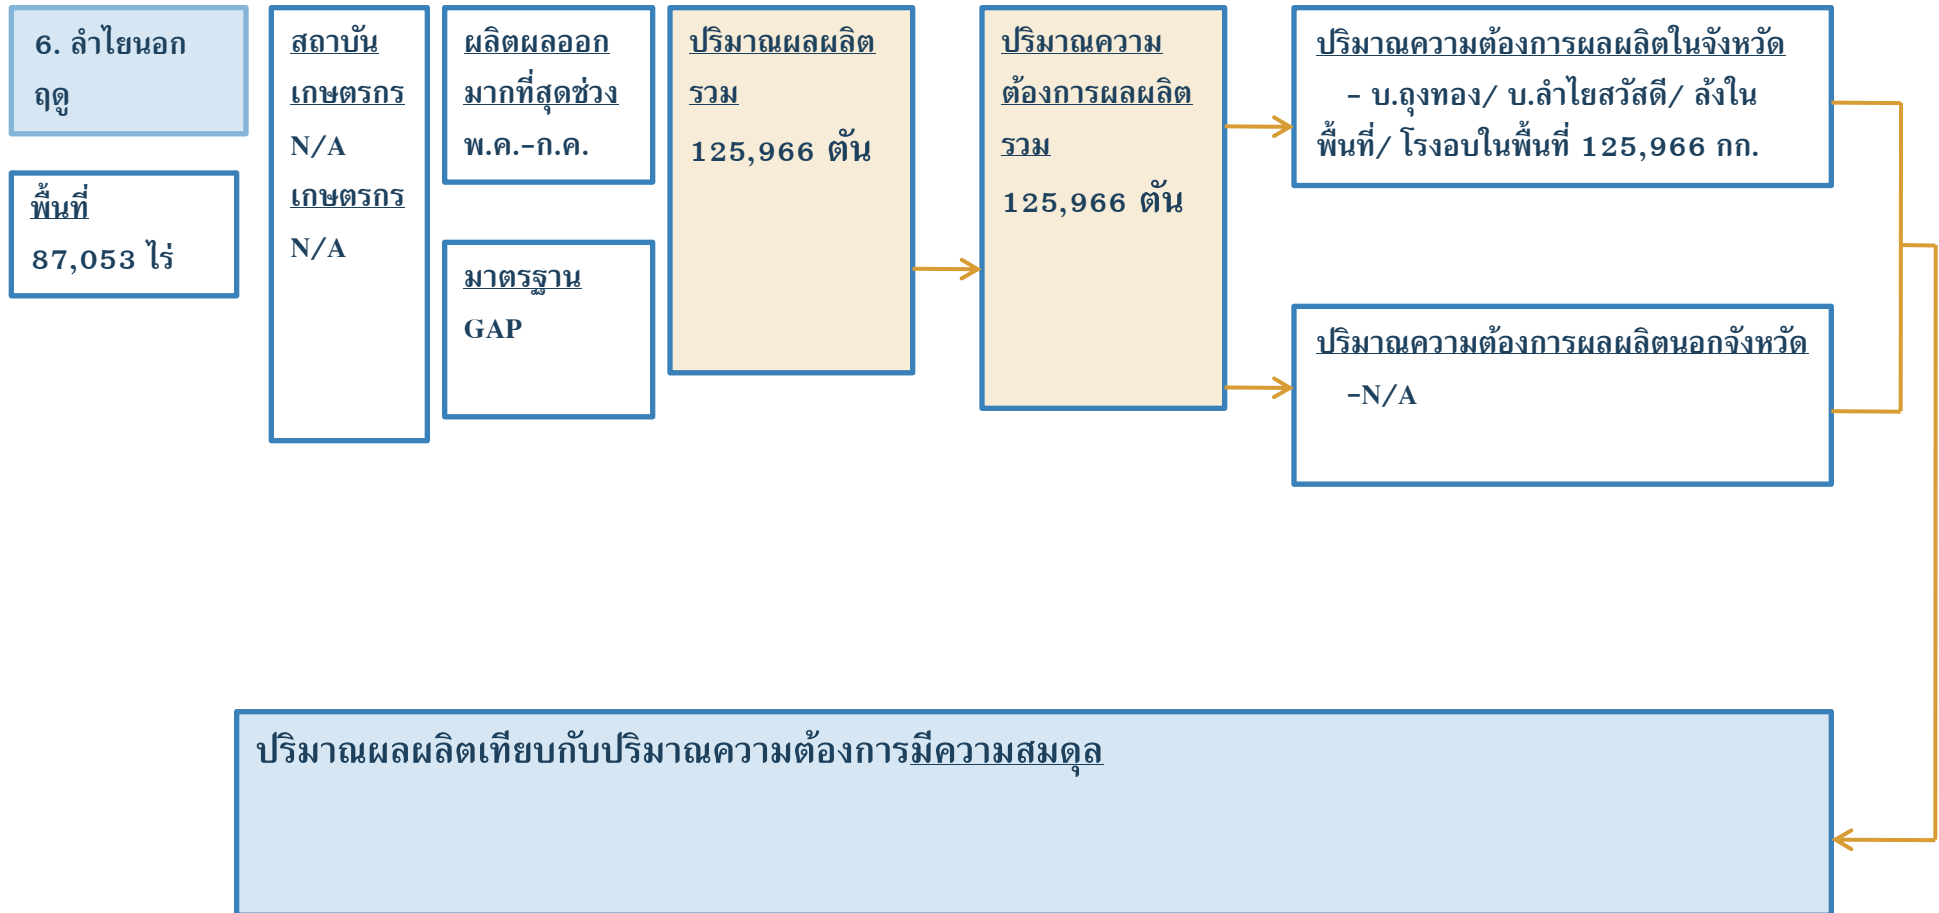 6. ลำไยนอก
ฤดู
พื้นที่
87,053 ไร่
สถาบัน
เกษตรกร
N/A
เกษตรกร
N/A
ผลิตผลออก
มากที่สุดช่วง
พ.ค.-ก.ค.
มาตรฐาน
GAP
ปริมาณผลผลิต
รวม
125,966 ตัน
ปริมาณความ
ต้องการผลผลิต
รวม
125,966 ตัน
ปริมาณความต้องการผลผลิตในจังหวัด
- บ.ถุงทอง/ บ.ลำไยสวัสดี/ ล้งใน
พื้นที่/ โรงอบในพื้นที่ 125,966 กก.
ปริมาณความต้องการผลผลิตนอกจังหวัด
-N/A
ปริมาณผลผลิตเทียบกับปริมาณความต้องการมีความสมดุล